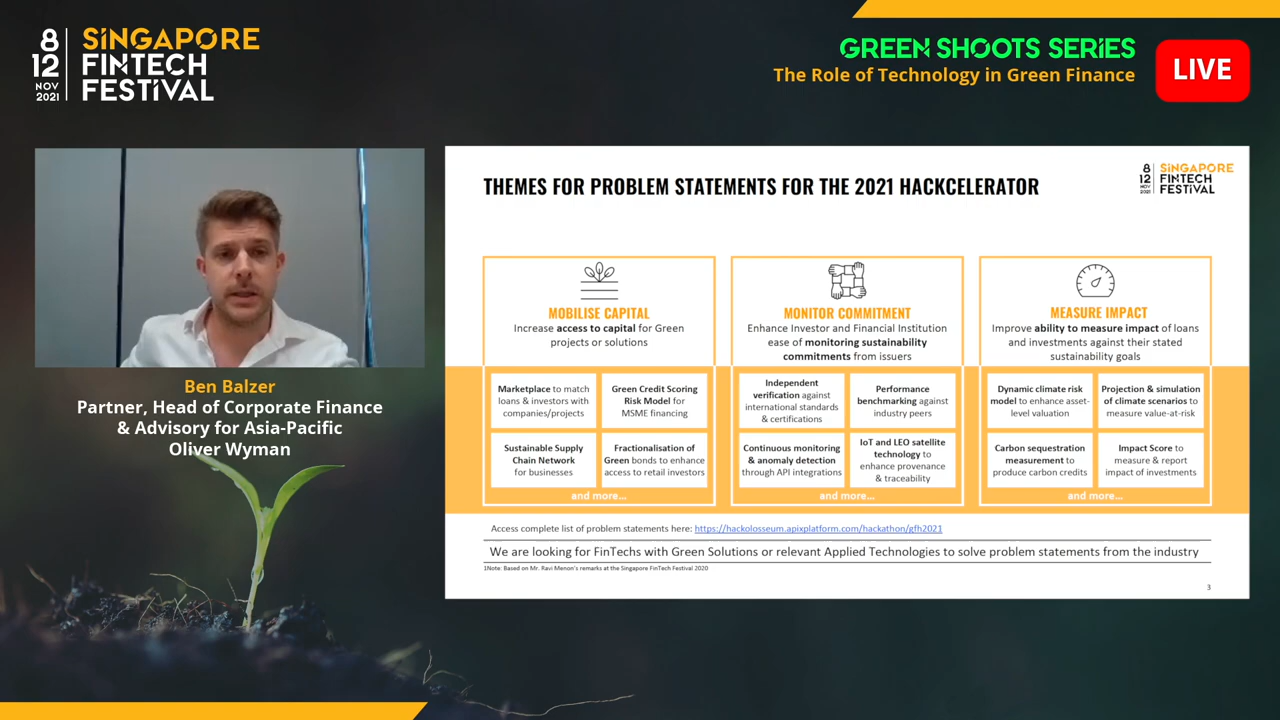 8
12
NOV
2021
SINGAPORE
FINTECH
FESTIVAL
GREEN SHOOTS SERIES
The Role of Technology in Green Finance
LIVE
Ben Balzer
Partner, Head of Corporate Finance
& Advisory for Asia-Pacific
Oliver Wyman
THEMES FOR PROBLEM STATEMENTS FOR THE 2021 HACKCELERATOR
8
12
NOV
2021
SINGAPORE
FINTECH
FESTIVAL
MOBILISE CAPITAL
Increase access to capital for Green
projects or solutions
Marketplace to match
loans & investors with
companies/projects
Green Credit Scoring
Risk Model for
MSME financing
Sustainable Supply
Chain Network
for businesses
Fractionalisation of
Green bonds to enhance
access to retail investors
and more...
MONITOR COMMITMENT
Enhance Investor and Financial Institution
ease of monitoring sustainability
commitments from issuers
Independent
verification against
international standards
& certifications
Performance
benchmarking against
industry peers
Continuous monitoring
& anomaly detection
through API integrations
IoT and LEO satellite
technology to
enhance provenance
& traceability
and more...
MEASURE IMPACT
Improve ability to measure impact of loans
and investments against their stated
sustainability goals
Dynamic climate risk
model to enhance asset-
level valuation
Projection & simulation
of climate scenarios to
measure value-at-risk
Carbon sequestration
measurement to
produce carbon credits
Impact Score to
measure & report
impact of investments
and more...
Access complete list of problem statements here: https://hackolosseum.apixplatform.com/hackathon/gfh2021
We are looking for FinTechs with Green Solutions or relevant Applied Technologies to solve problem statements from the industry
1Note: Based on Mr. Ravi Menon's remarks at the Singapore FinTech Festival 2020
3